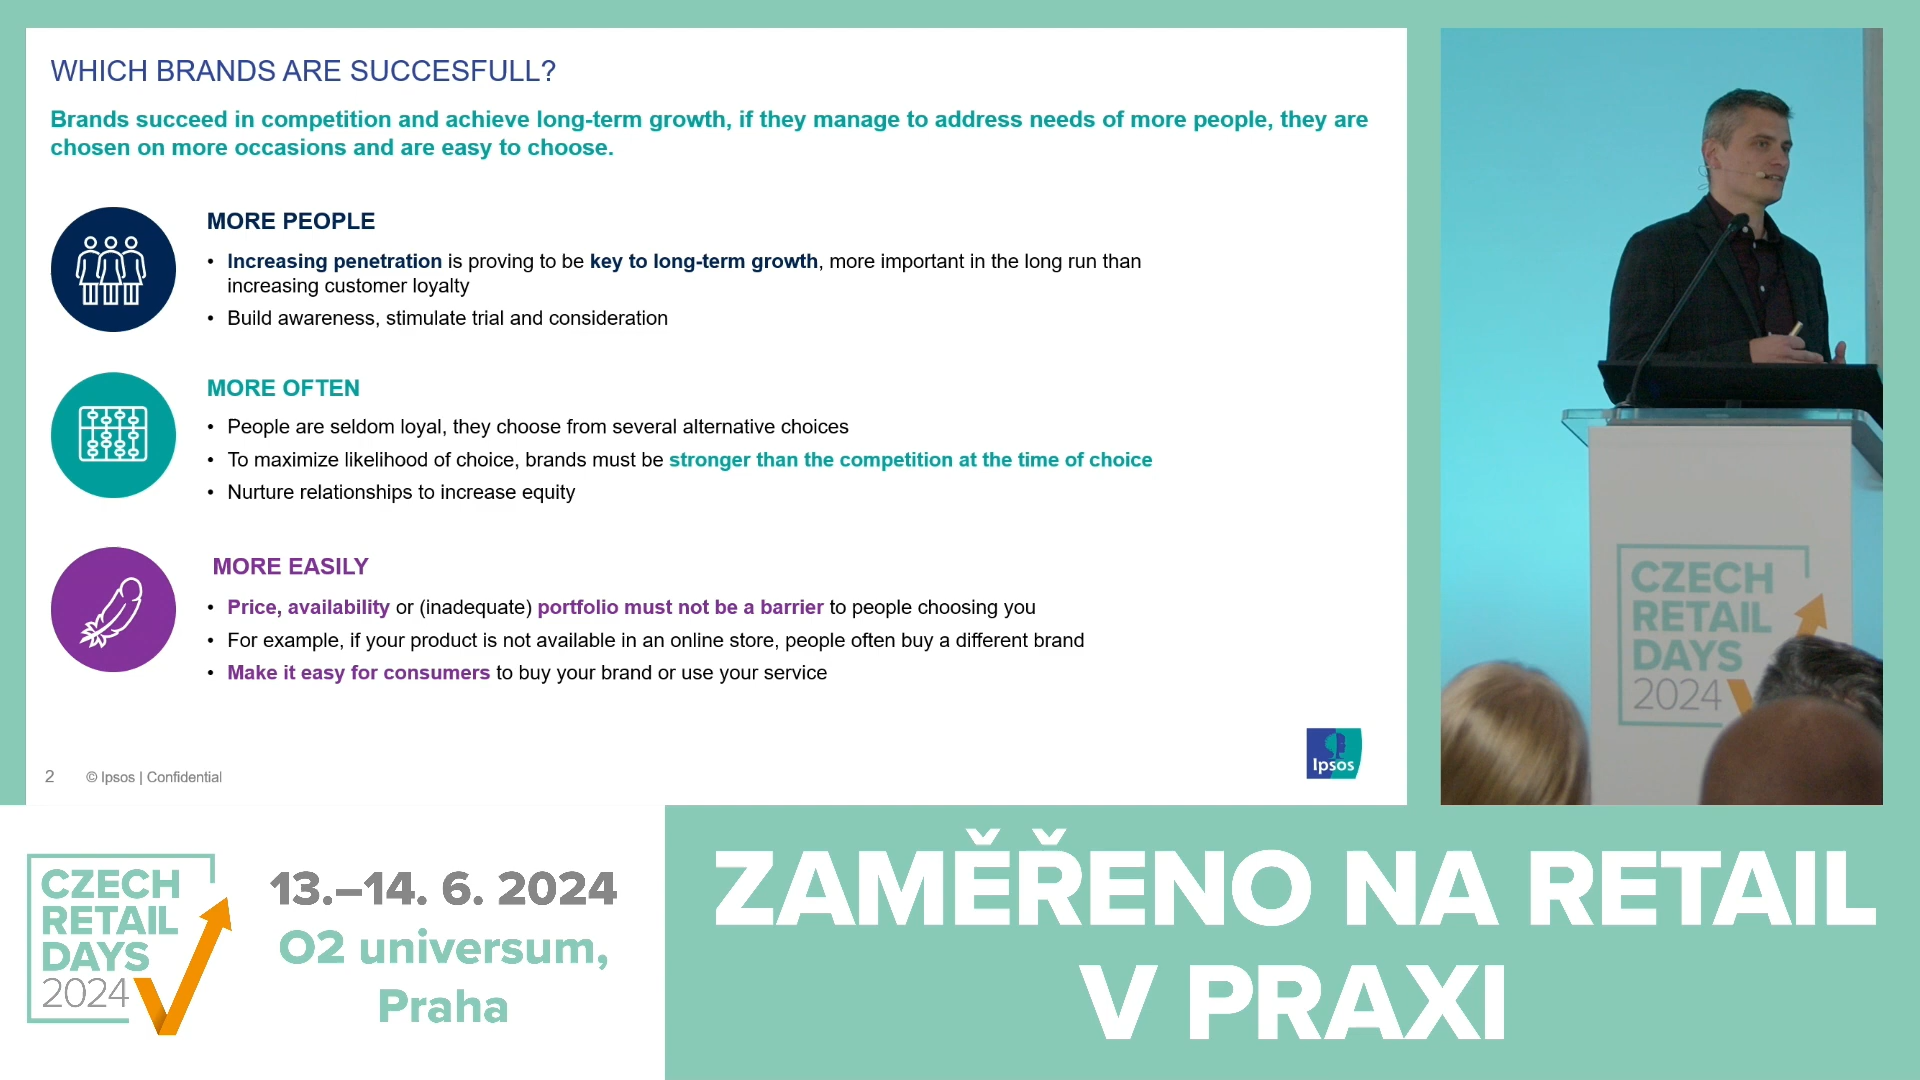 WHICH BRANDS ARE SUCCESFULL?
Brands succeed in competition and achieve long-term growth, if they manage to address needs of more people, they are
chosen on more occasions and are easy to choose.
MORE PEOPLE
• Increasing penetration is proving to be key to long-term growth, more important in the long run than
increasing customer loyalty
• Build awareness, stimulate trial and consideration
MORE OFTEN
• People are seldom loyal, they choose from several alternative choices
• To maximize likelihood of choice, brands must be stronger than the competition at the time of choice
• Nurture relationships to increase equity
MORE EASILY
• Price, availability or (inadequate) portfolio must not be a barrier to people choosing you
• For example, if your product is not available in an online store, people often buy a different brand
• Make it easy for consumers to buy your brand or use your service
Ipsos
2 © Ipsos | Confidential
CZECH
RETAIL
DAYS
2024
CZECH
RETAIL
DAYS
2024
13.–14. 6. 2024
O2 universum,
Praha
ZAMĚŘENO NA RETAIL
V PRAXI